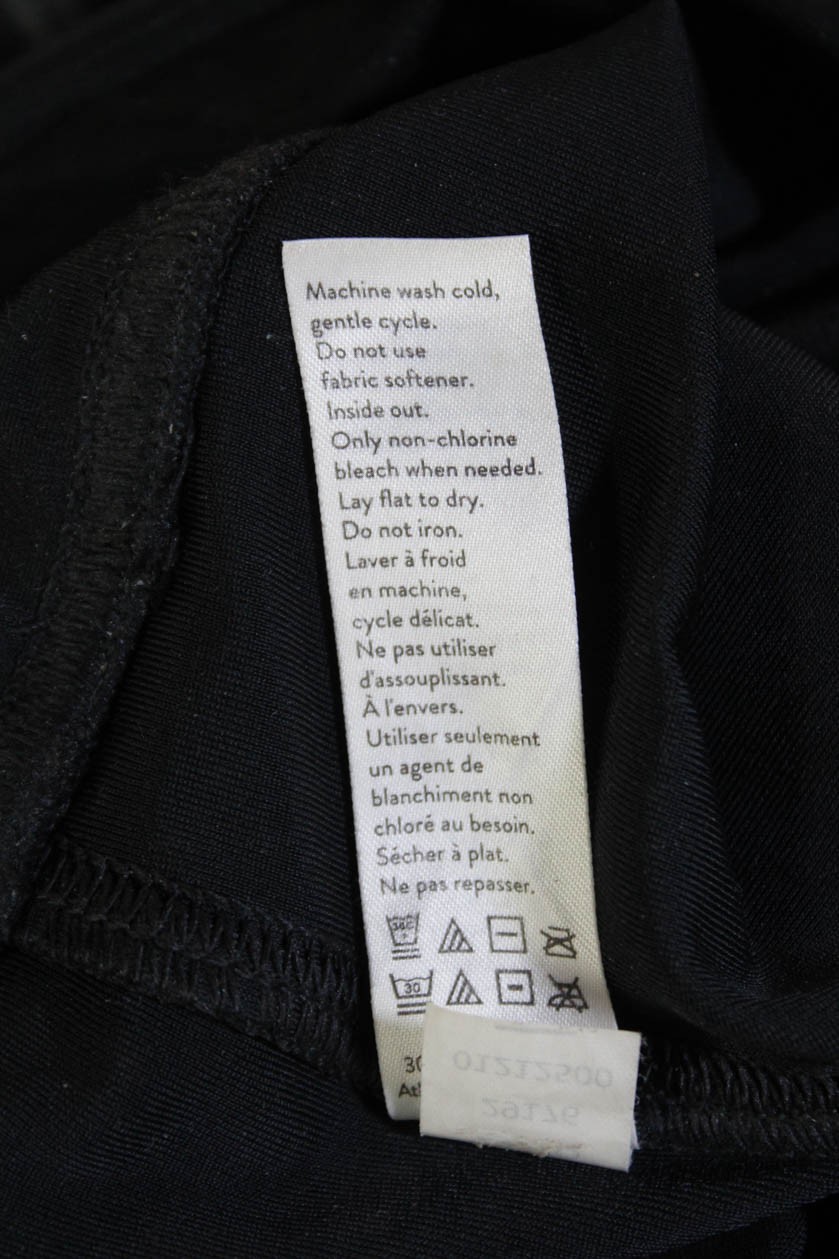 Machine wash cold,
gentle cycle.
Do not use
fabric softener.
Inside out.
Only non-chlorine
bleach when needed.
Lay flat to dry.
Do not iron.
Laver à froid
en machine,
cycle délicat.
Ne pas utiliser
d'assouplissant.
À l'envers.
Utiliser seulement
un agent de
blanchiment non
chloré au besoin.
Sécher à plat.
Ne pas repasser.
30